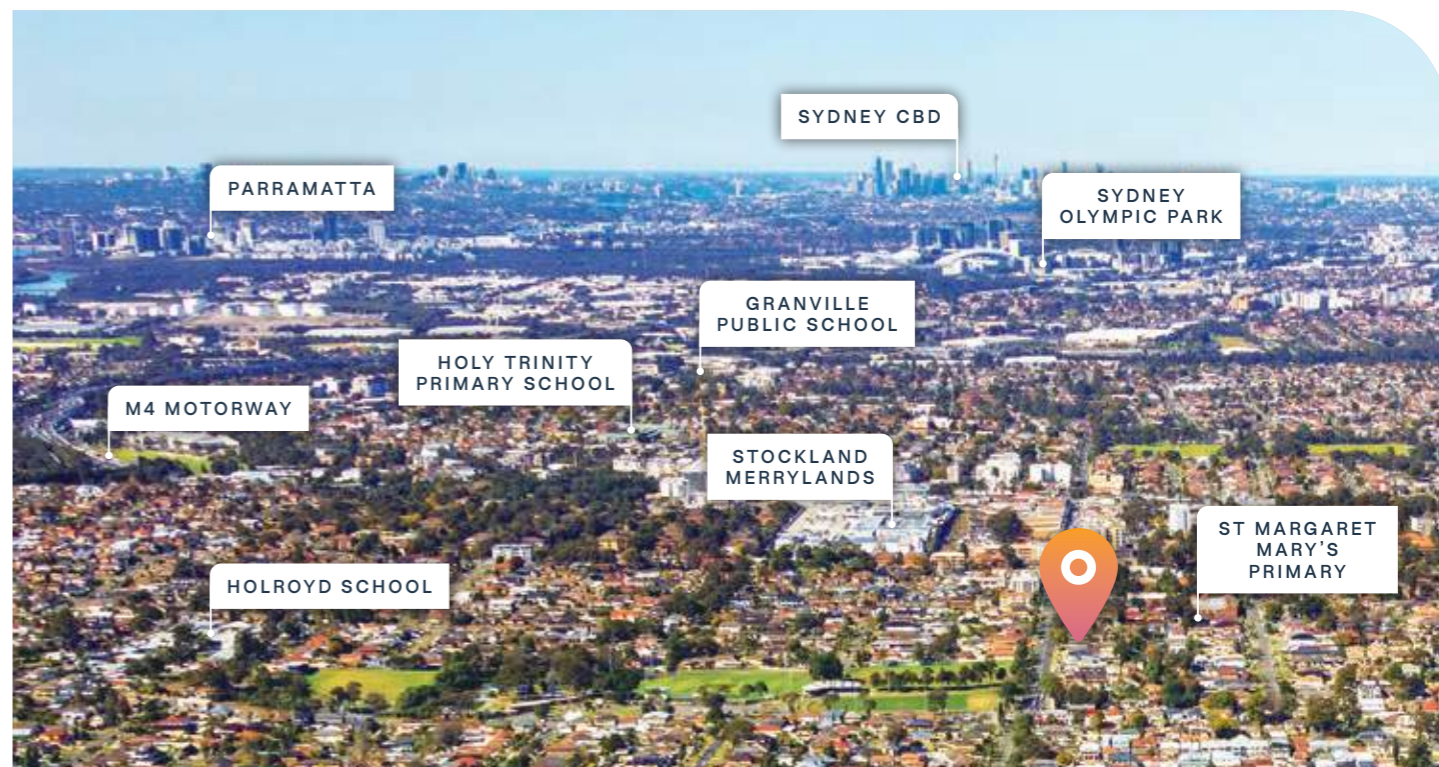 SYDNEY CBD
PARRAMATTA
SYDNEY
OLYMPIC PARK
GRANVILLE
PUBLIC SCHOOL
HOLY TRINITY
PRIMARY SCHOOL
M4 MOTORWAY
STOCKLAND
MERRYLANDS
ST MARGARET
MARY'S
PRIMARY
HOLROYD SCHOOL